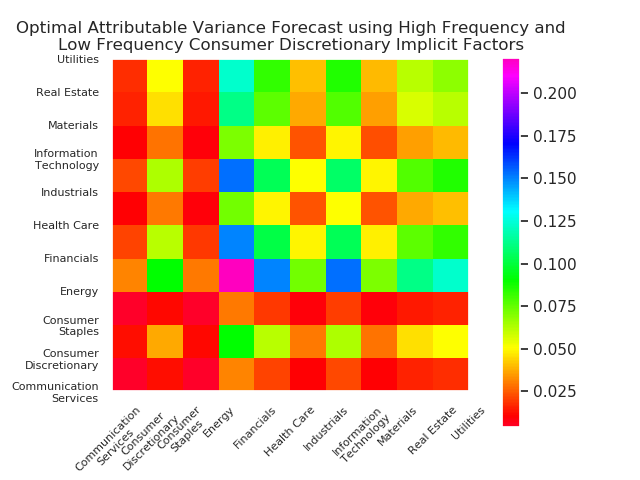 Optimal Attributable Variance Forecast using High Frequency and
Low Frequency Consumer Discretionary Implicit Factors
Utilities
Real Estate
Materials
Information
Technology
Industrials
Health Care
Financials
Energy
Consumer
Staples
Consumer
Discretionary
Communication
Services
Communication
Services
Consumer
Discretionary
Consumer
Staples
Energy
Financials
Health Care
Industrials
Information
Technology
Materials
Real Estate
Utilities
0.200
0.175
0.150
0.125
0.100
0.075
0.050
0.025